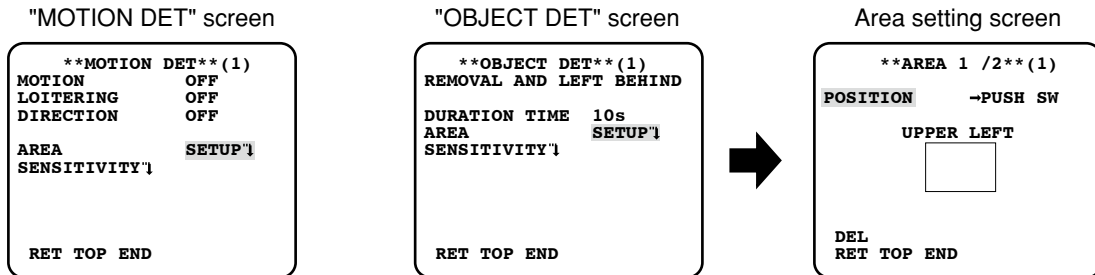 "MOTION DET" screen
**MOTION DET**(1)
MOTION OFF
LOITERING OFF
DIRECTION OFF
AREA SETUP
SENSITIVITY
RET TOP END
"OBJECT DET" screen
**OBJECT DET**(1)
REMOVAL AND LEFT BEHIND
DURATION TIME 10s
AREA SETUP
SENSITIVITY
RET TOP END
Area setting screen
**AREA 1 /2**(1)
POSITION →PUSH SW
UPPER LEFT
DEL
RET TOP END